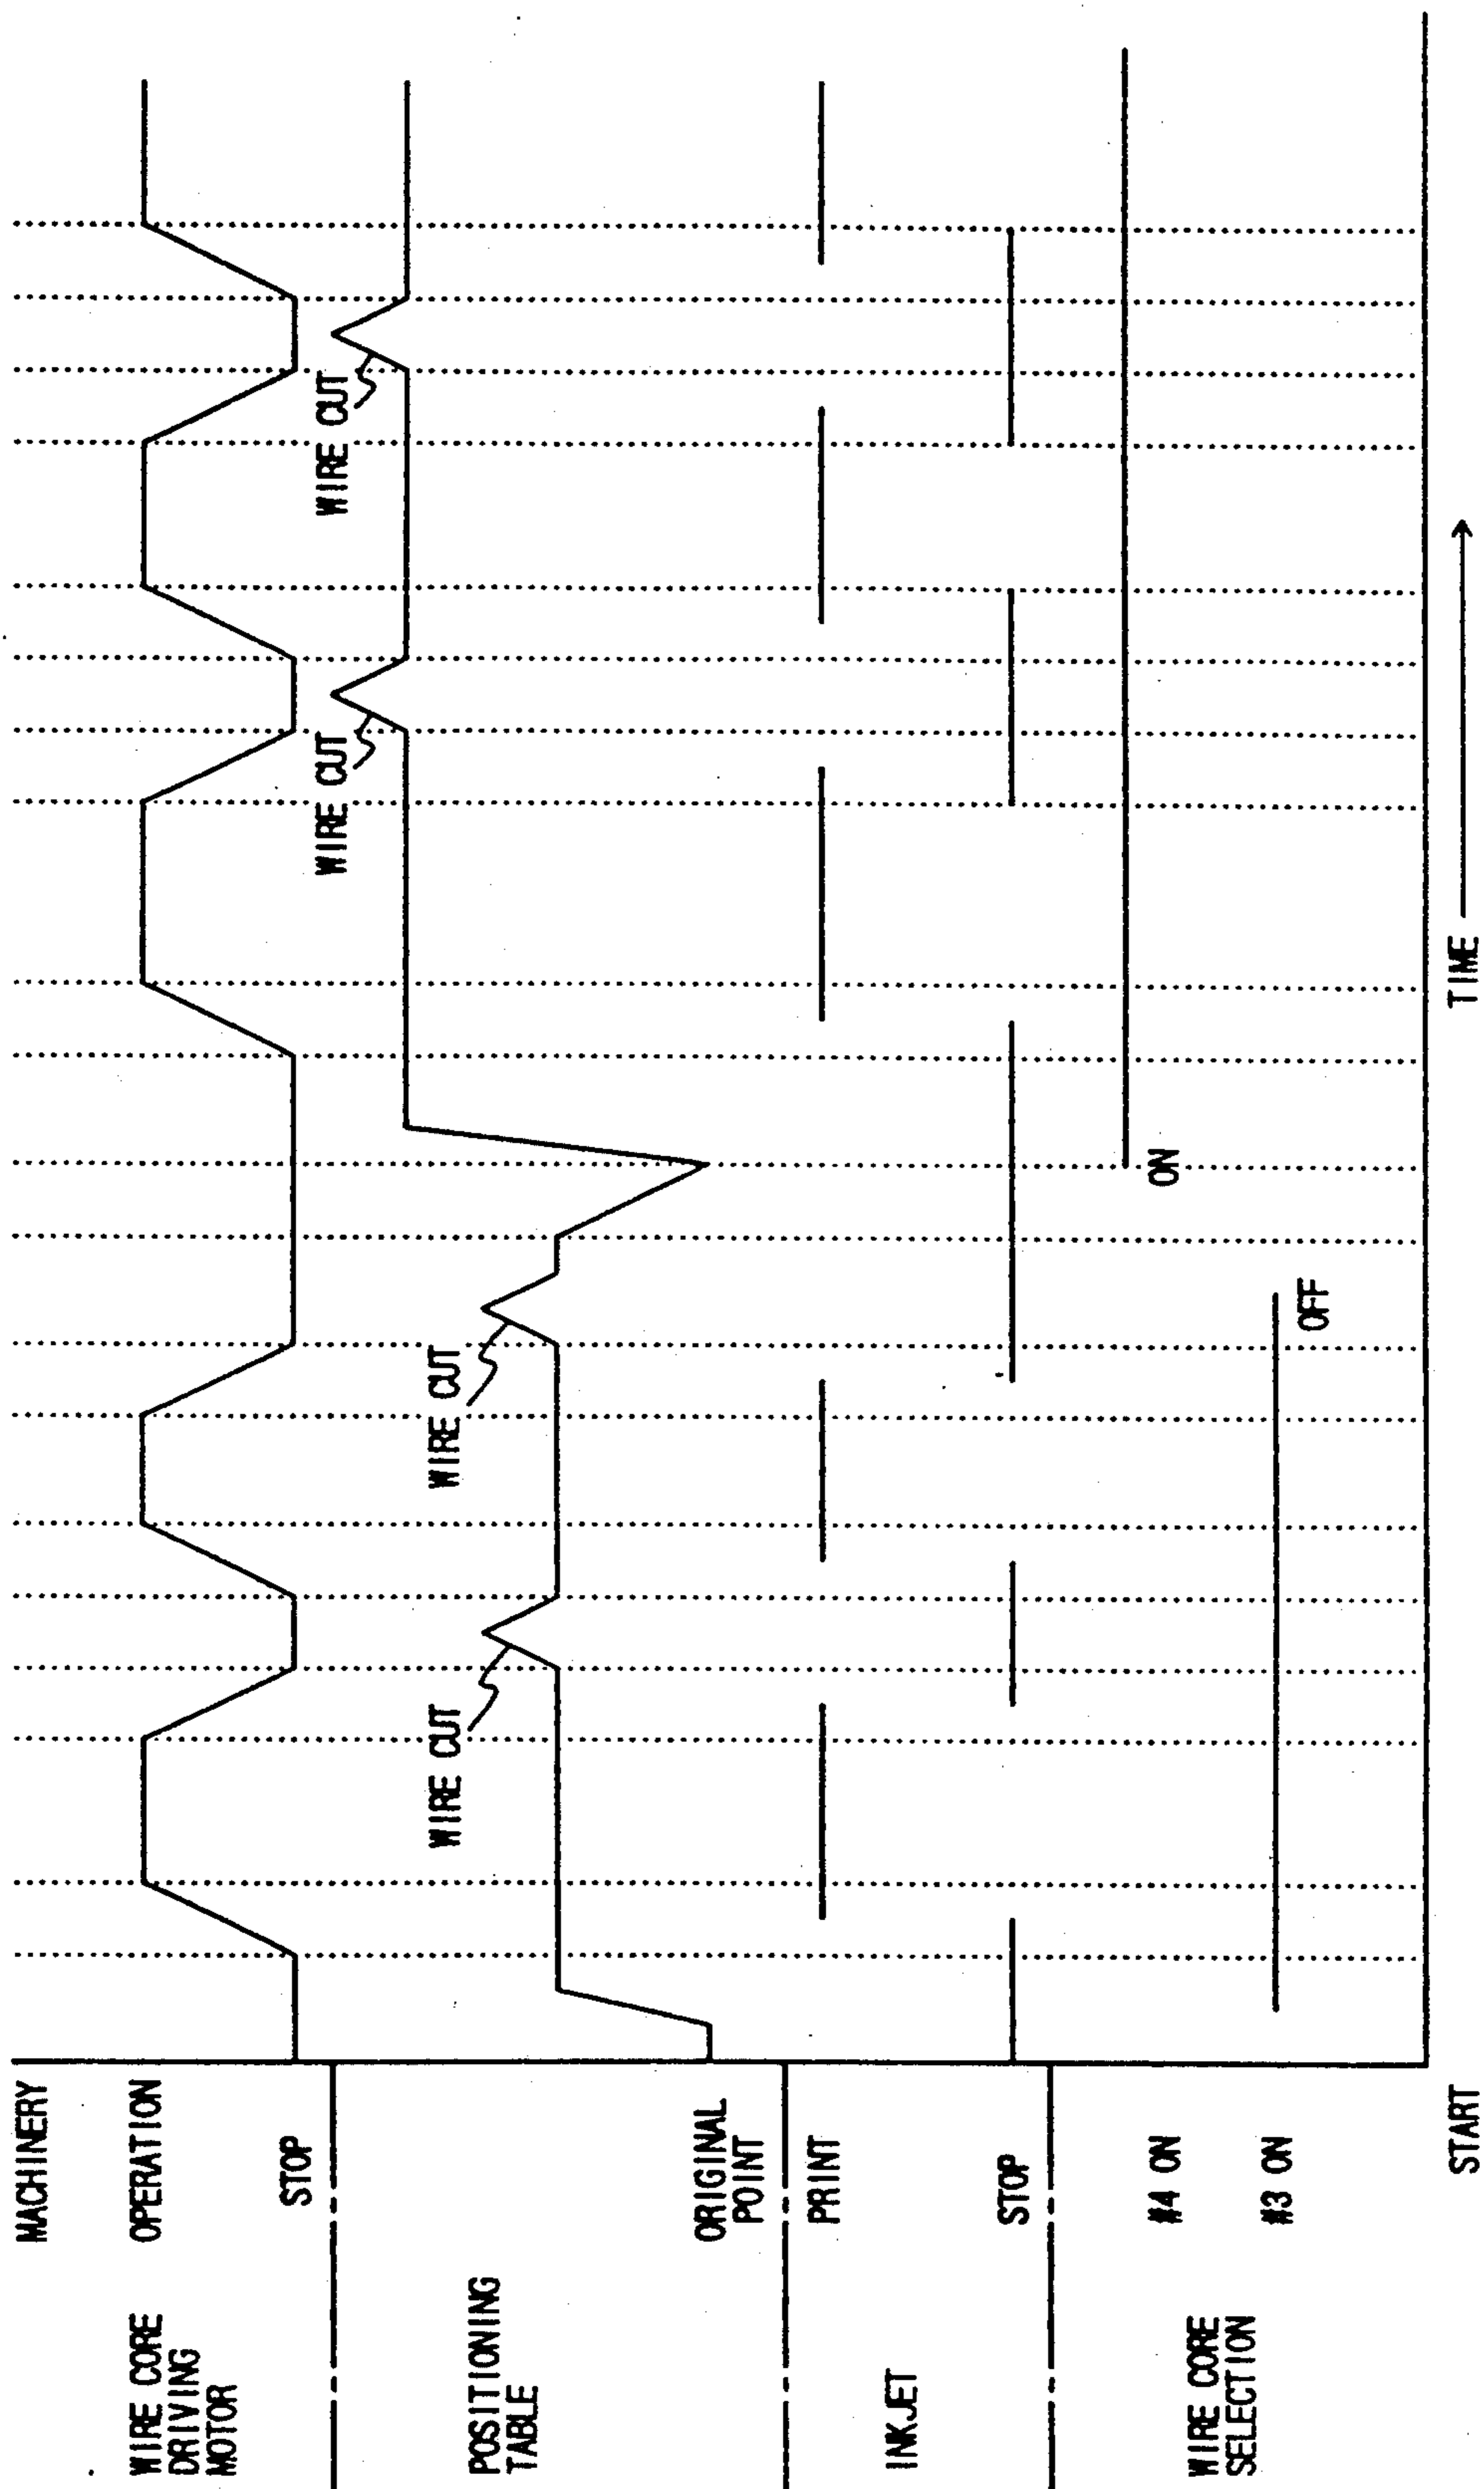 MACHINERY
WIRE CORE
DRIVING
MOTOR
OPERATION
STOP
WIRE CUT
WIRE CUT
WIRE CUT
WIRE CUT
POSITIONING
TABLE
ORIGINAL
POINT
INKJET
PRINT
STOP
WIRE CORE
SELECTION
#4 ON
ON
#3 ON
OFF
START
TIME